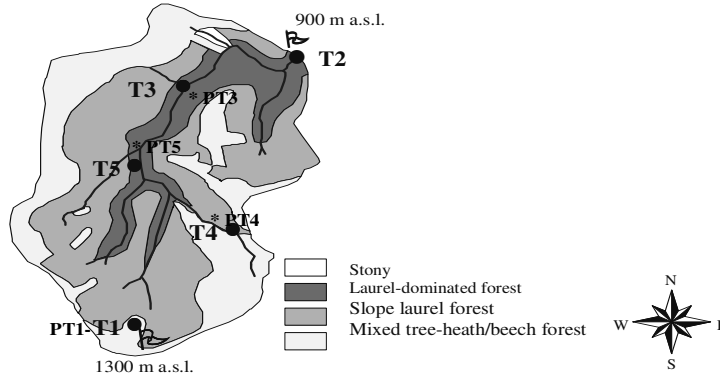 900 m a.s.l.
T2
T3
* PT3
* PT5
T5
* PT4
T4
PT1-T1
1300 m a.s.l.
Stony
Laurel-dominated forest
Slope laurel forest
Mixed tree-heath/beech forest
N
W
S